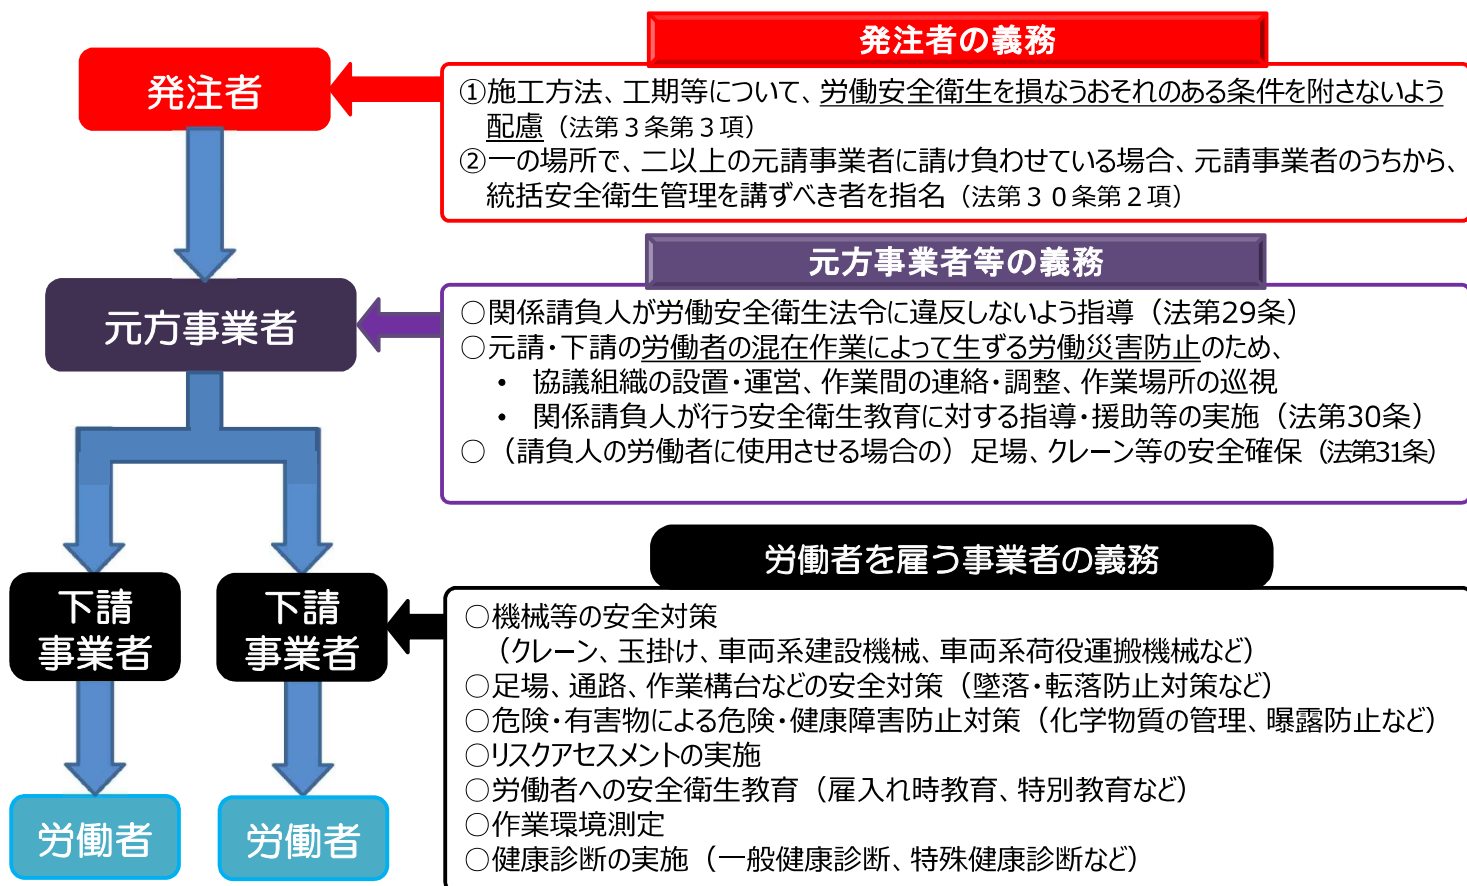 発注者の義務
発注者
①施工方法、工期等について、労働安全衛生を損なうおそれのある条件を附さないよう
配慮（法第３条第３項）
②一の場所で、二以上の元請事業者に請け負わせている場合、元請事業者のうちから、
統括安全衛生管理を講ずべき者を指名（法第３０条第２項）
元方事業者等の義務
元方事業者
○関係請負人が労働安全衛生法令に違反しないよう指導（法第29条）
○元請・下請の労働者の混在作業によって生ずる労働災害防止のため、
• 協議組織の設置・運営、作業間の連絡・調整、作業場所の巡視
• 関係請負人が行う安全衛生教育に対する指導・援助等の実施（法第30条）
○（請負人の労働者に使用させる場合の）足場、クレーン等の安全確保（法第31条）
労働者を雇う事業者の義務
下請
事業者
下請
事業者
○機械等の安全対策
（クレーン、玉掛け、車両系建設機械、車両系荷役運搬機械など）
○足場、通路、作業構台などの安全対策（墜落・転落防止対策など）
○危険・有害物による危険・健康障害防止対策（化学物質の管理、曝露防止など）
○リスクアセスメントの実施
○労働者への安全衛生教育（雇入れ時教育、特別教育など）
○作業環境測定
○健康診断の実施（一般健康診断、特殊健康診断など）
労働者
労働者